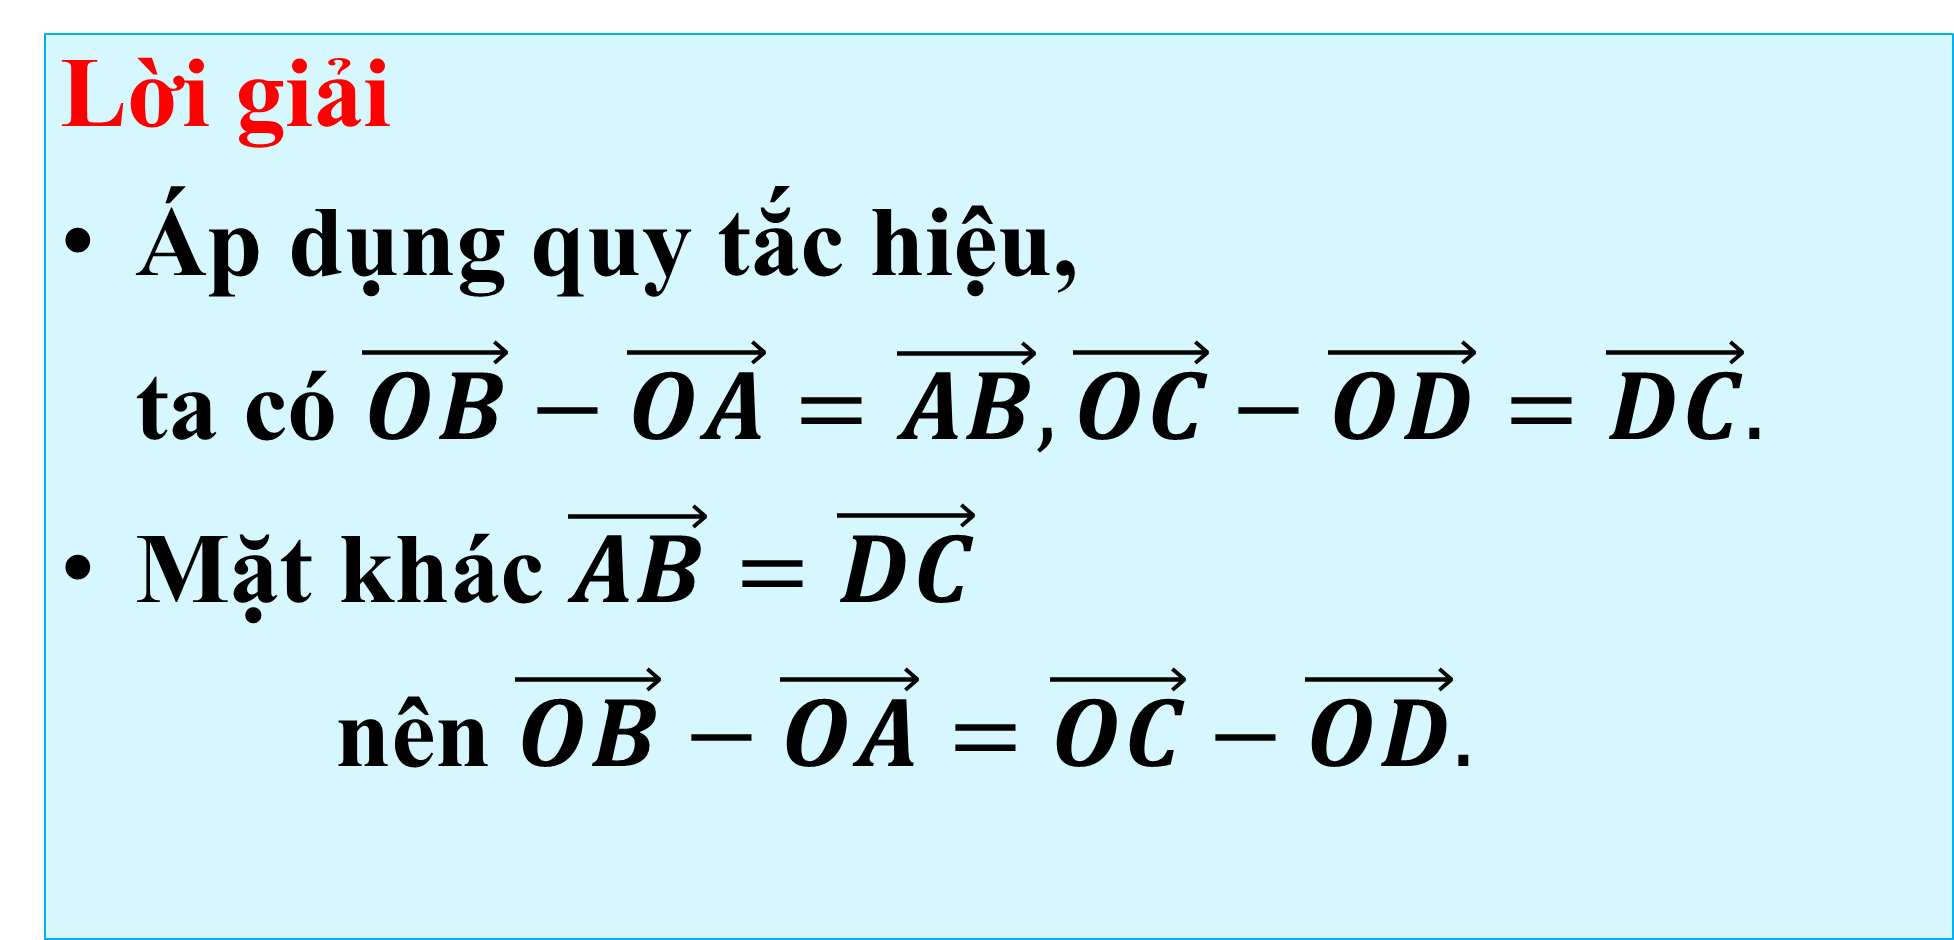 Lời giải
• Áp dụng quy tắc hiệu,
ta có $\overrightarrow{OB} - \overrightarrow{OA} = \overrightarrow{AB}, \overrightarrow{OC} - \overrightarrow{OD} = \overrightarrow{DC}.$
• Mặt khác $\overrightarrow{AB} = \overrightarrow{DC}$
nên $\overrightarrow{OB} - \overrightarrow{OA} = \overrightarrow{OC} - \overrightarrow{OD}.$